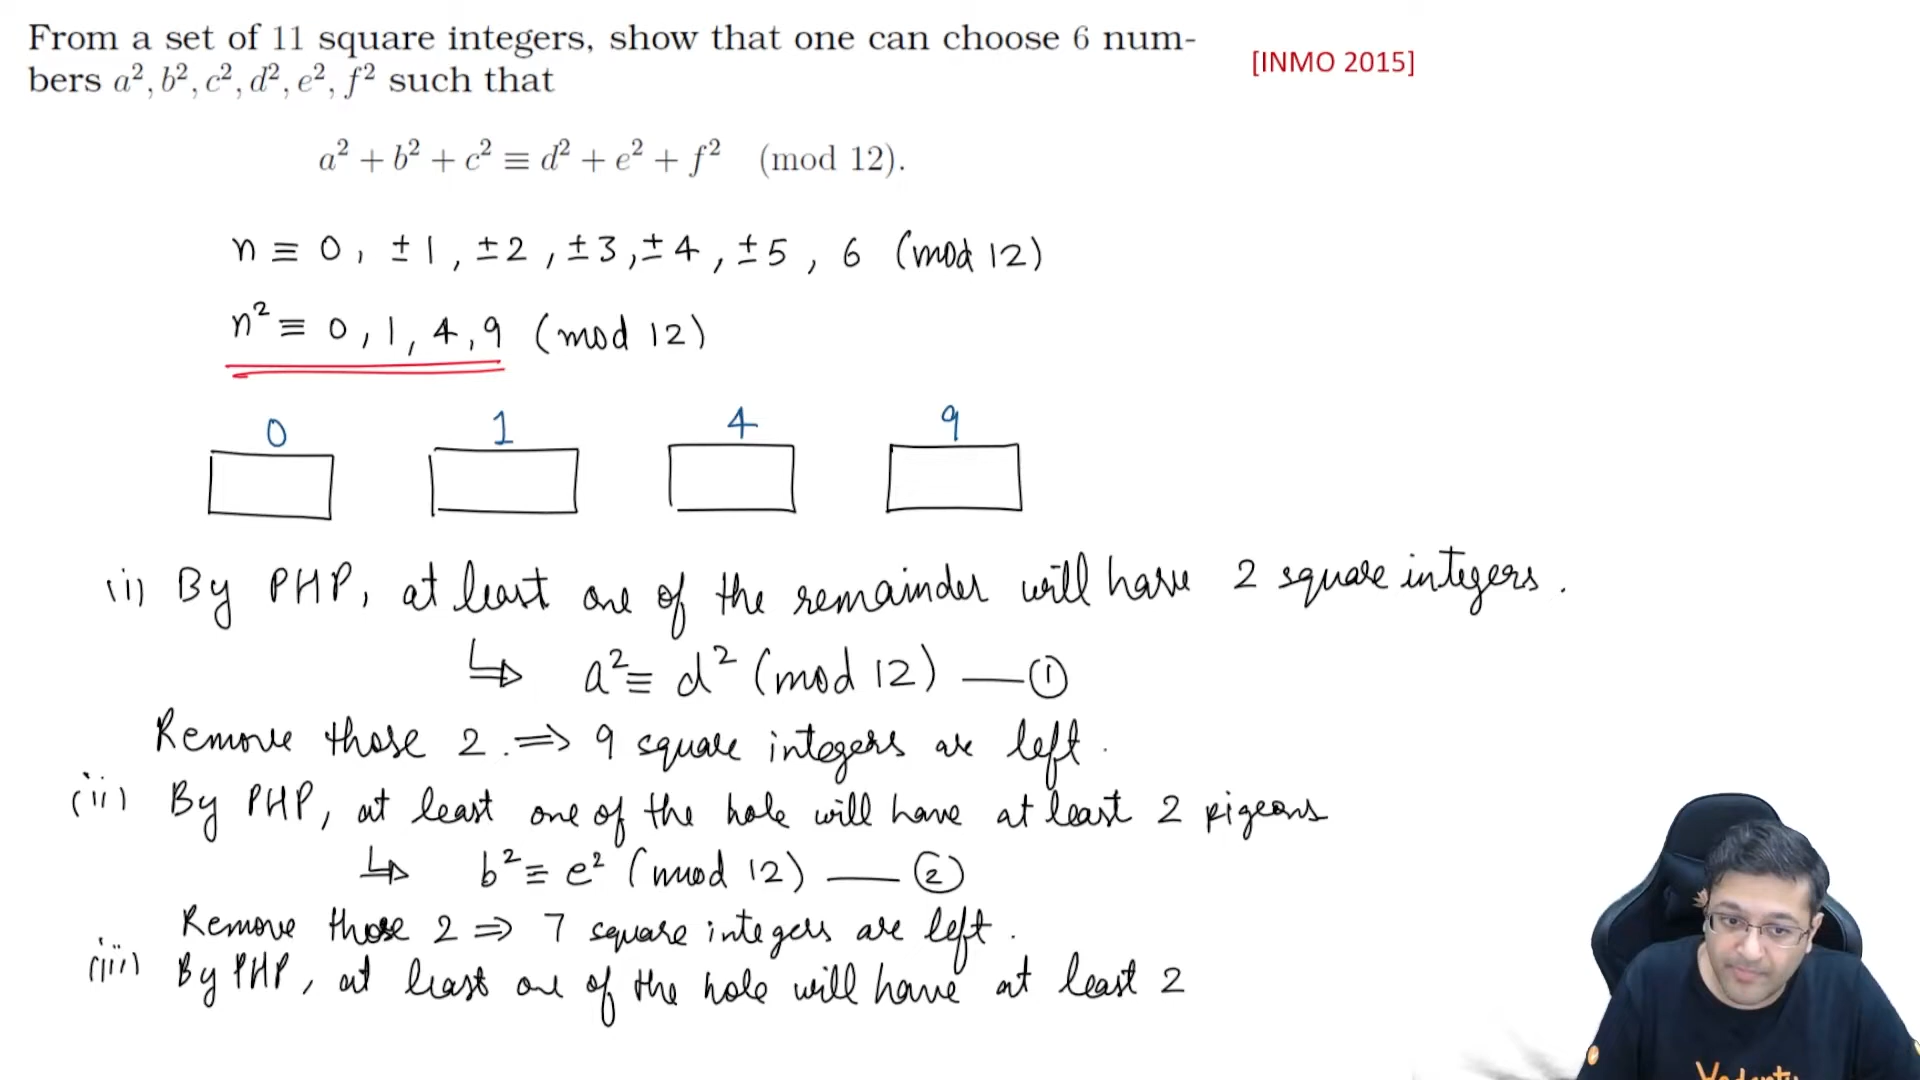 From a set of 11 square integers, show that one can choose 6 num-
bers a², b², c², d², e², f² such that
[INMO 2015]
a² + b² + c² ≡ d² + e² + f² (mod 12).
n ≡ 0, ±1, ±2, ±3, ±4, ±5, 6 (mod 12)
n² ≡ 0, 1, 4, 9 (mod 12)
0 1 4 9
(i) By PHP, at least one of the remainder will have 2 square integers.
↳ a² ≡ d² (mod 12) — ①
Remove those 2. ⇒ 9 square integers are left.
(ii) By PHP, at least one of the hole will have at least 2 pigeons
↳ b² ≡ e² (mod 12) — ②
Remove those 2 ⇒ 7 square integers are left.
(iii) By PHP, at least one of the hole will have at least 2